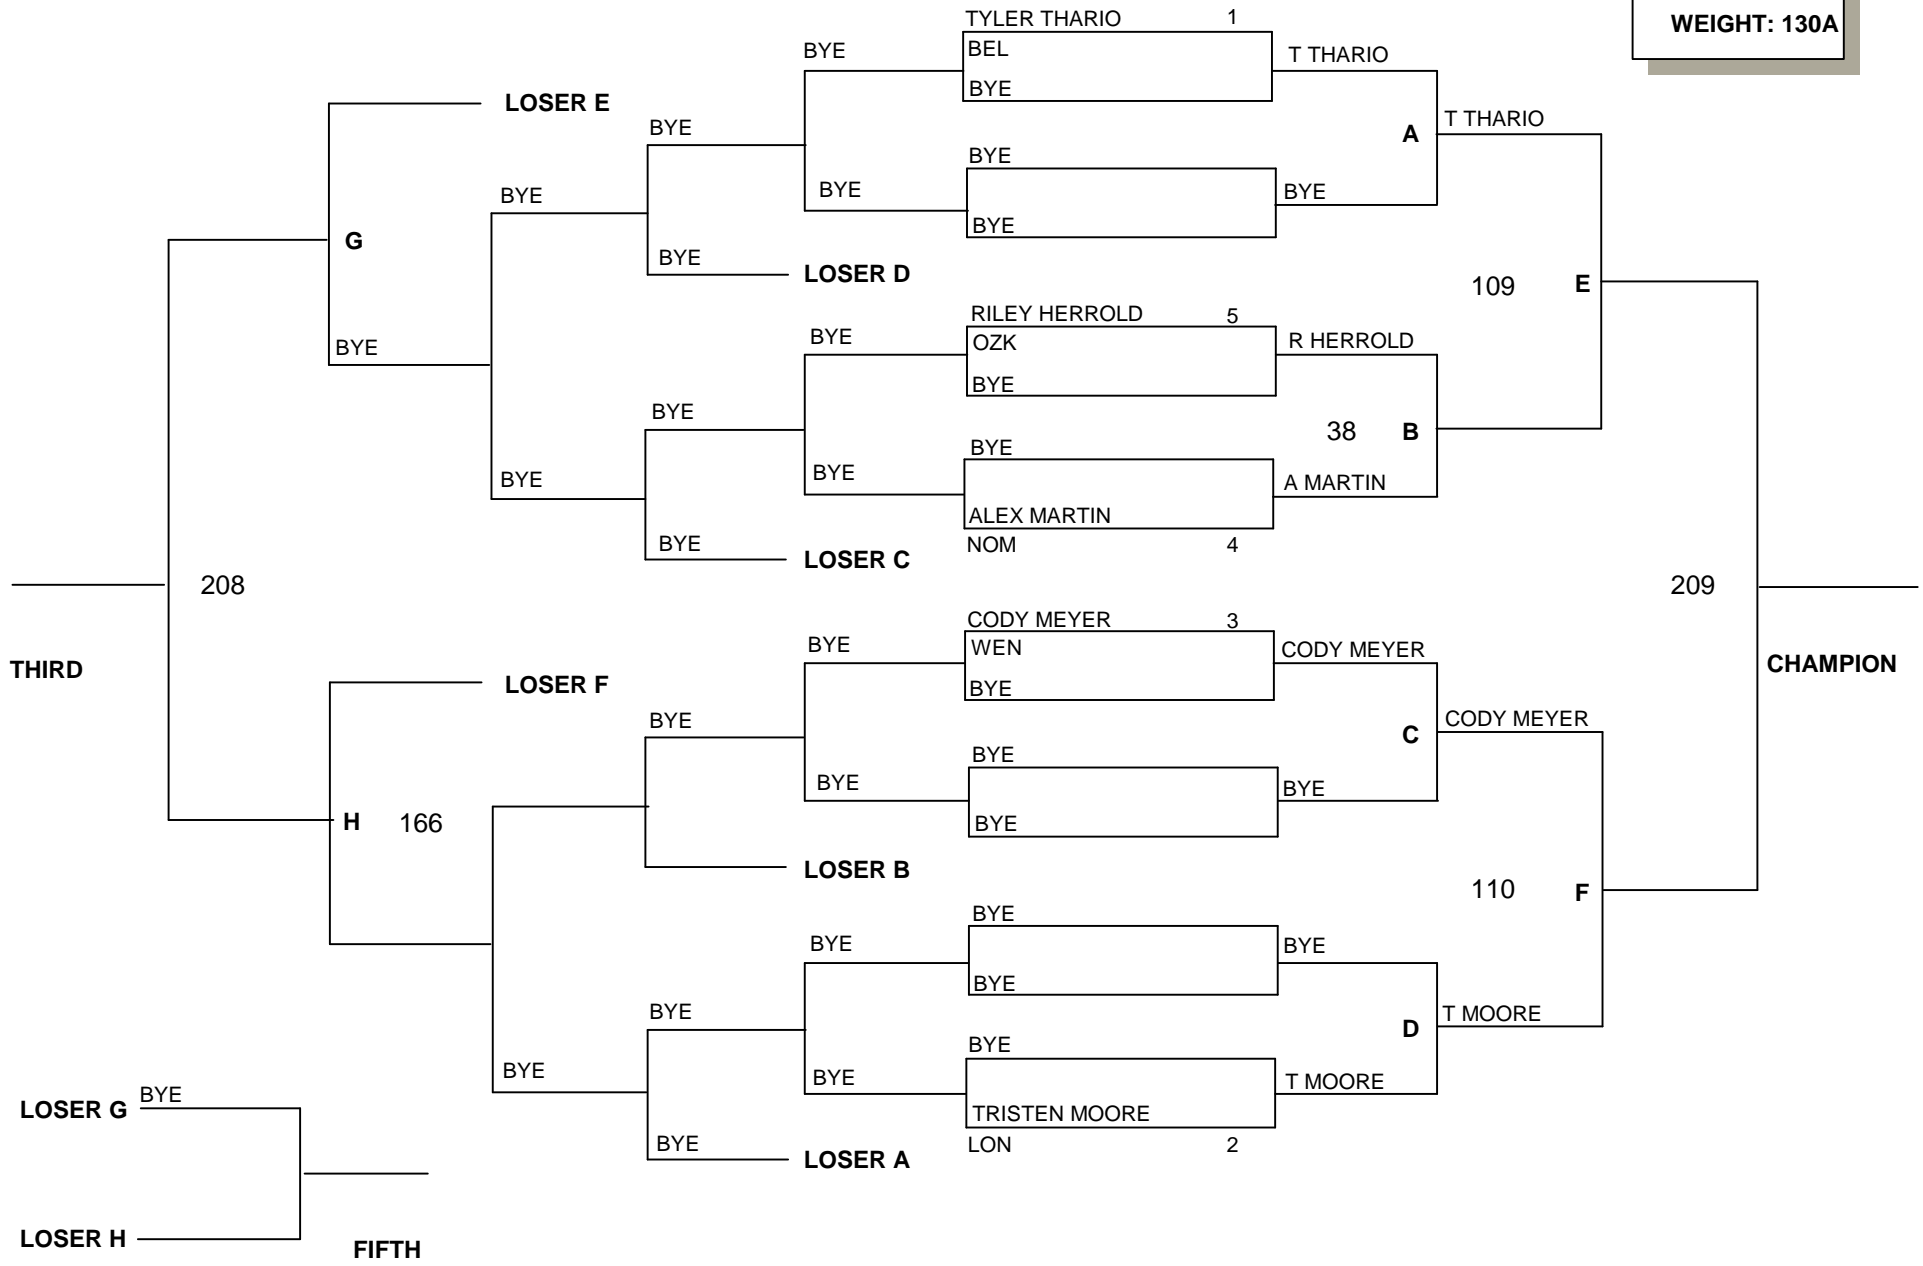 WEIGHT: 130A
TYLER THARIO 1
BEL
BYE
BYE
T THARIO
LOSER E
BYE
A
T THARIO
BYE
BYE
BYE
BYE
BYE
BYE
G
BYE
LOSER D
109
E
RILEY HERROLD 5
OZK
BYE
BYE
R HERROLD
BYE
BYE
38
B
BYE
BYE
BYE
A MARTIN
ALEX MARTIN
NOM 4
BYE
LOSER C
208
209
THIRD
CHAMPION
CODY MEYER 3
WEN
BYE
BYE
CODY MEYER
LOSER F
BYE
C
CODY MEYER
BYE
BYE
BYE
BYE
H
166
LOSER B
110
F
BYE
BYE
BYE
BYE
BYE
D
T MOORE
BYE
BYE
BYE
T MOORE
TRISTEN MOORE
LON 2
BYE
LOSER A
LOSER G BYE
LOSER H
FIFTH